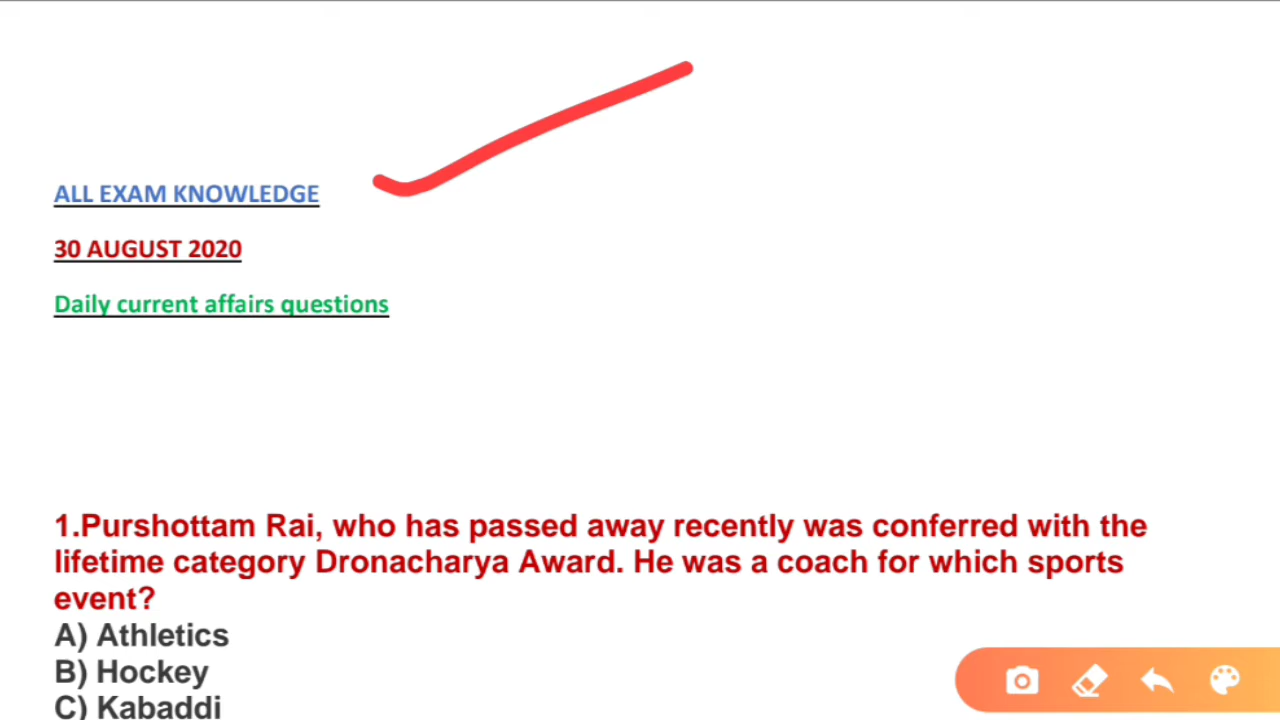 ALL EXAM KNOWLEDGE
30 AUGUST 2020
Daily current affairs questions
1.Purshottam Rai, who has passed away recently was conferred with the
lifetime category Dronacharya Award. He was a coach for which sports
event?
A) Athletics
B) Hockey
C) Kabaddi